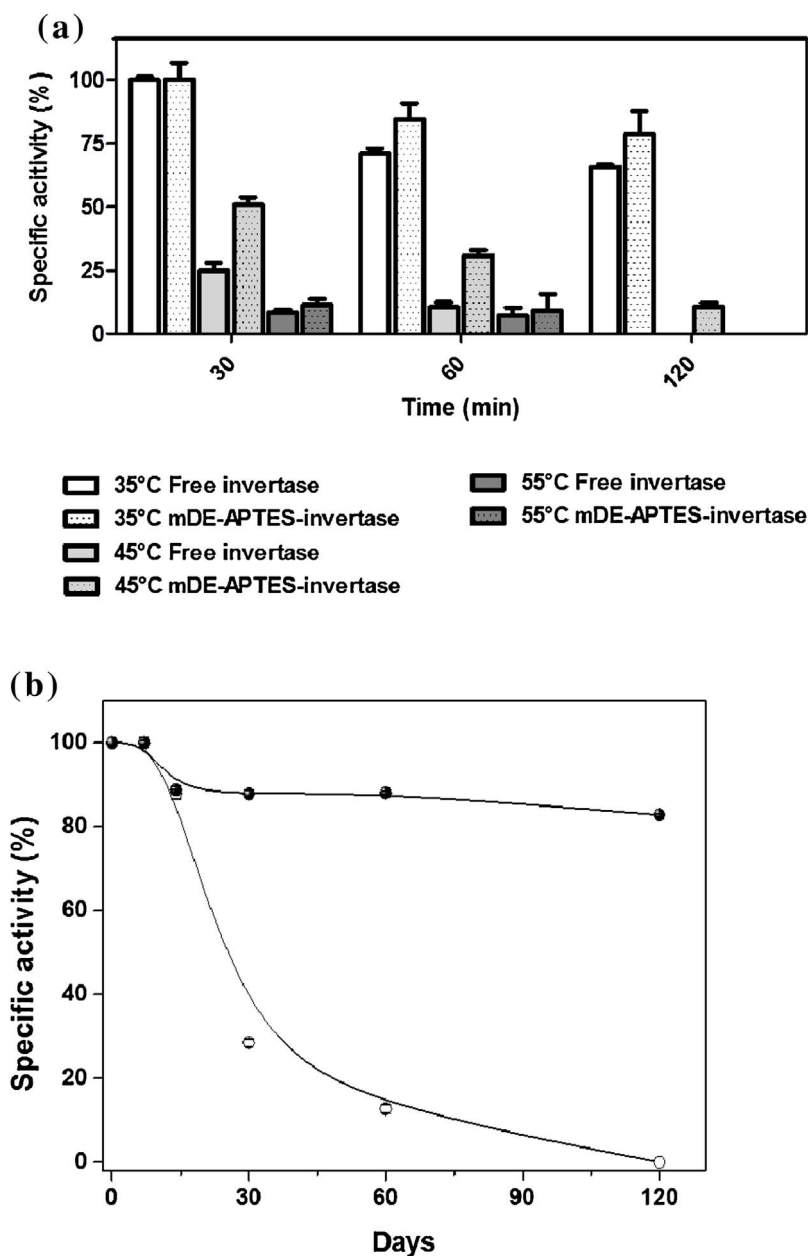 (a)
Specific acitivity (%)
100
75
50
25
0
30
60
120
Time (min)
35°C Free invertase
35°C mDE-APTES-invertase
45°C Free invertase
45°C mDE-APTES-invertase
55°C Free invertase
55°C mDE-APTES-invertase
(b)
Specific activity (%)
100
80
60
40
20
0
0
30
60
90
120
Days